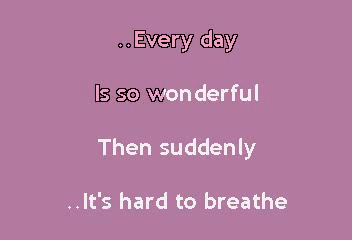 ..Every day
Is so wonderful
Then suddenly
..It's hard to breathe